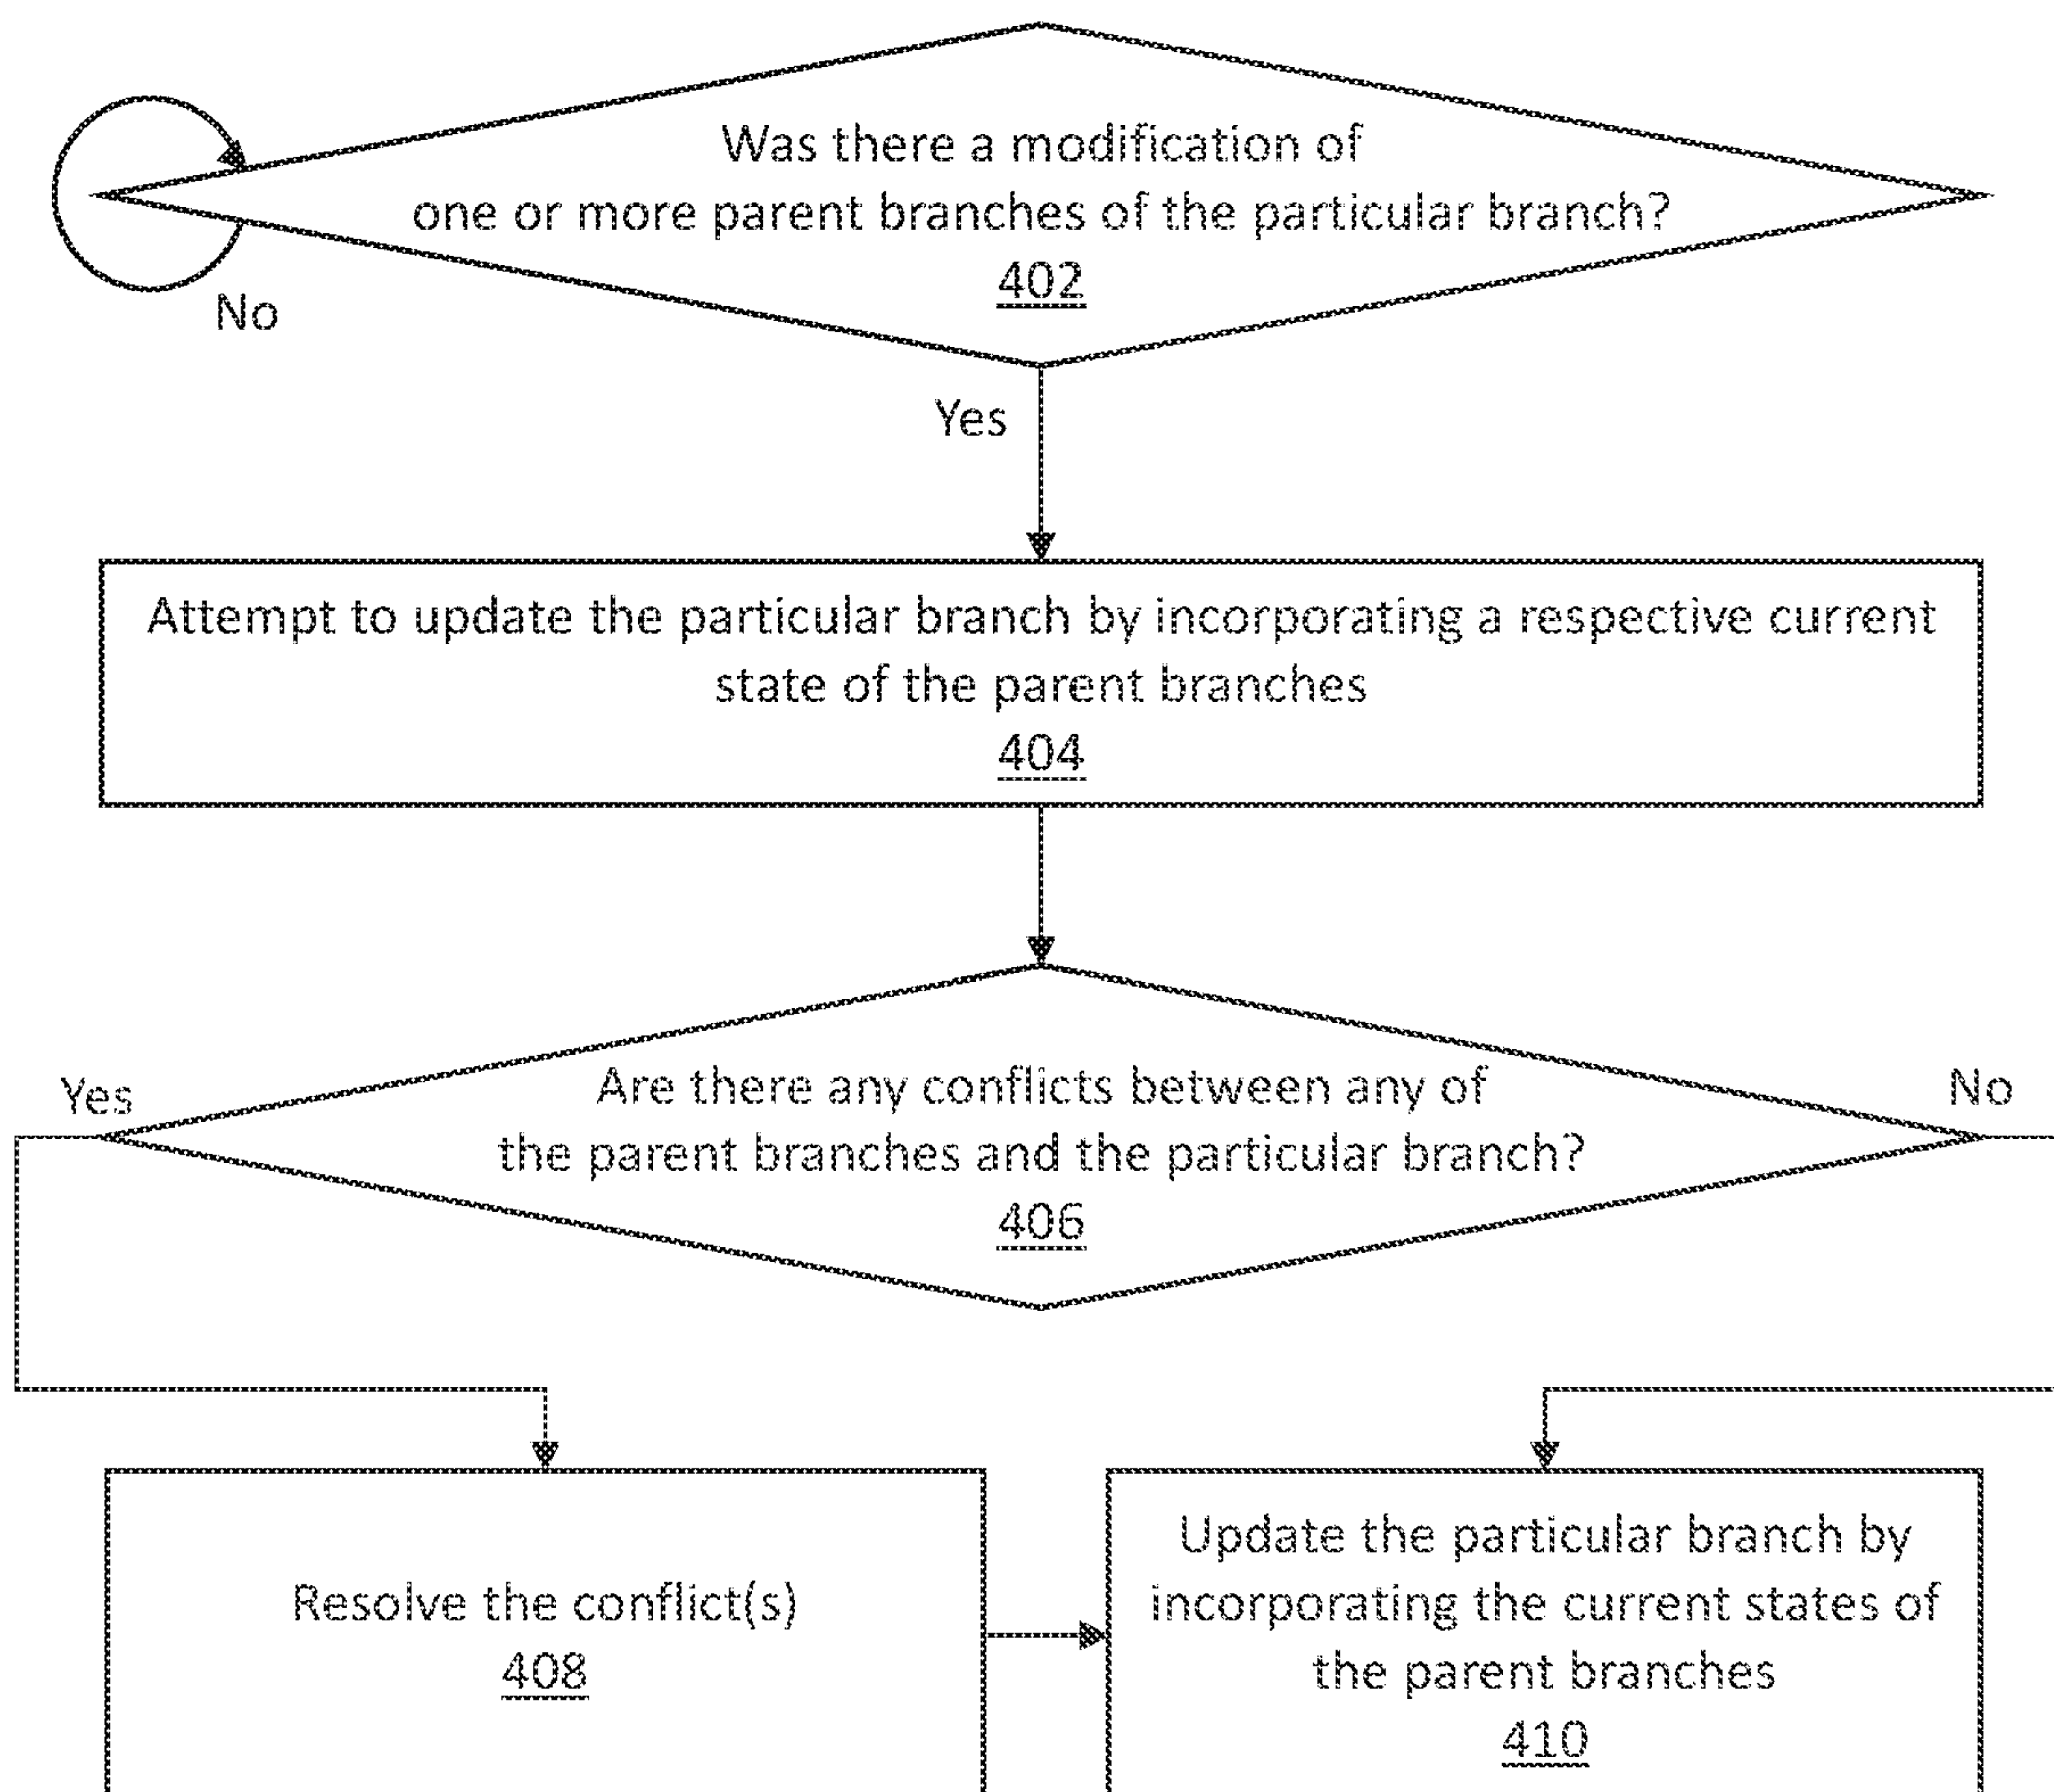 Was there a modification of
one or more parent branches of the particular branch?
402
No
Yes
Attempt to update the particular branch by incorporating a respective current
state of the parent branches
404
Yes
Are there any conflicts between any of
the parent branches and the particular branch?
406
No
Resolve the conflict(s)
408
Update the particular branch by
incorporating the current states of
the parent branches
410